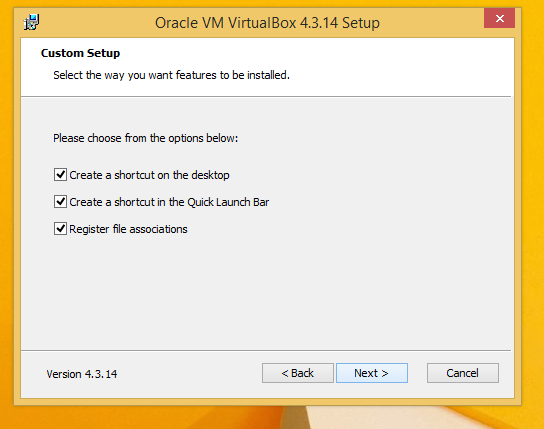 Oracle VM VirtualBox 4.3.14 Setup
Custom Setup
Select the way you want features to be installed.
Please choose from the options below:
Create a shortcut on the desktop
Create a shortcut in the Quick Launch Bar
Register file associations
Version 4.3.14
< Back
Next >
Cancel